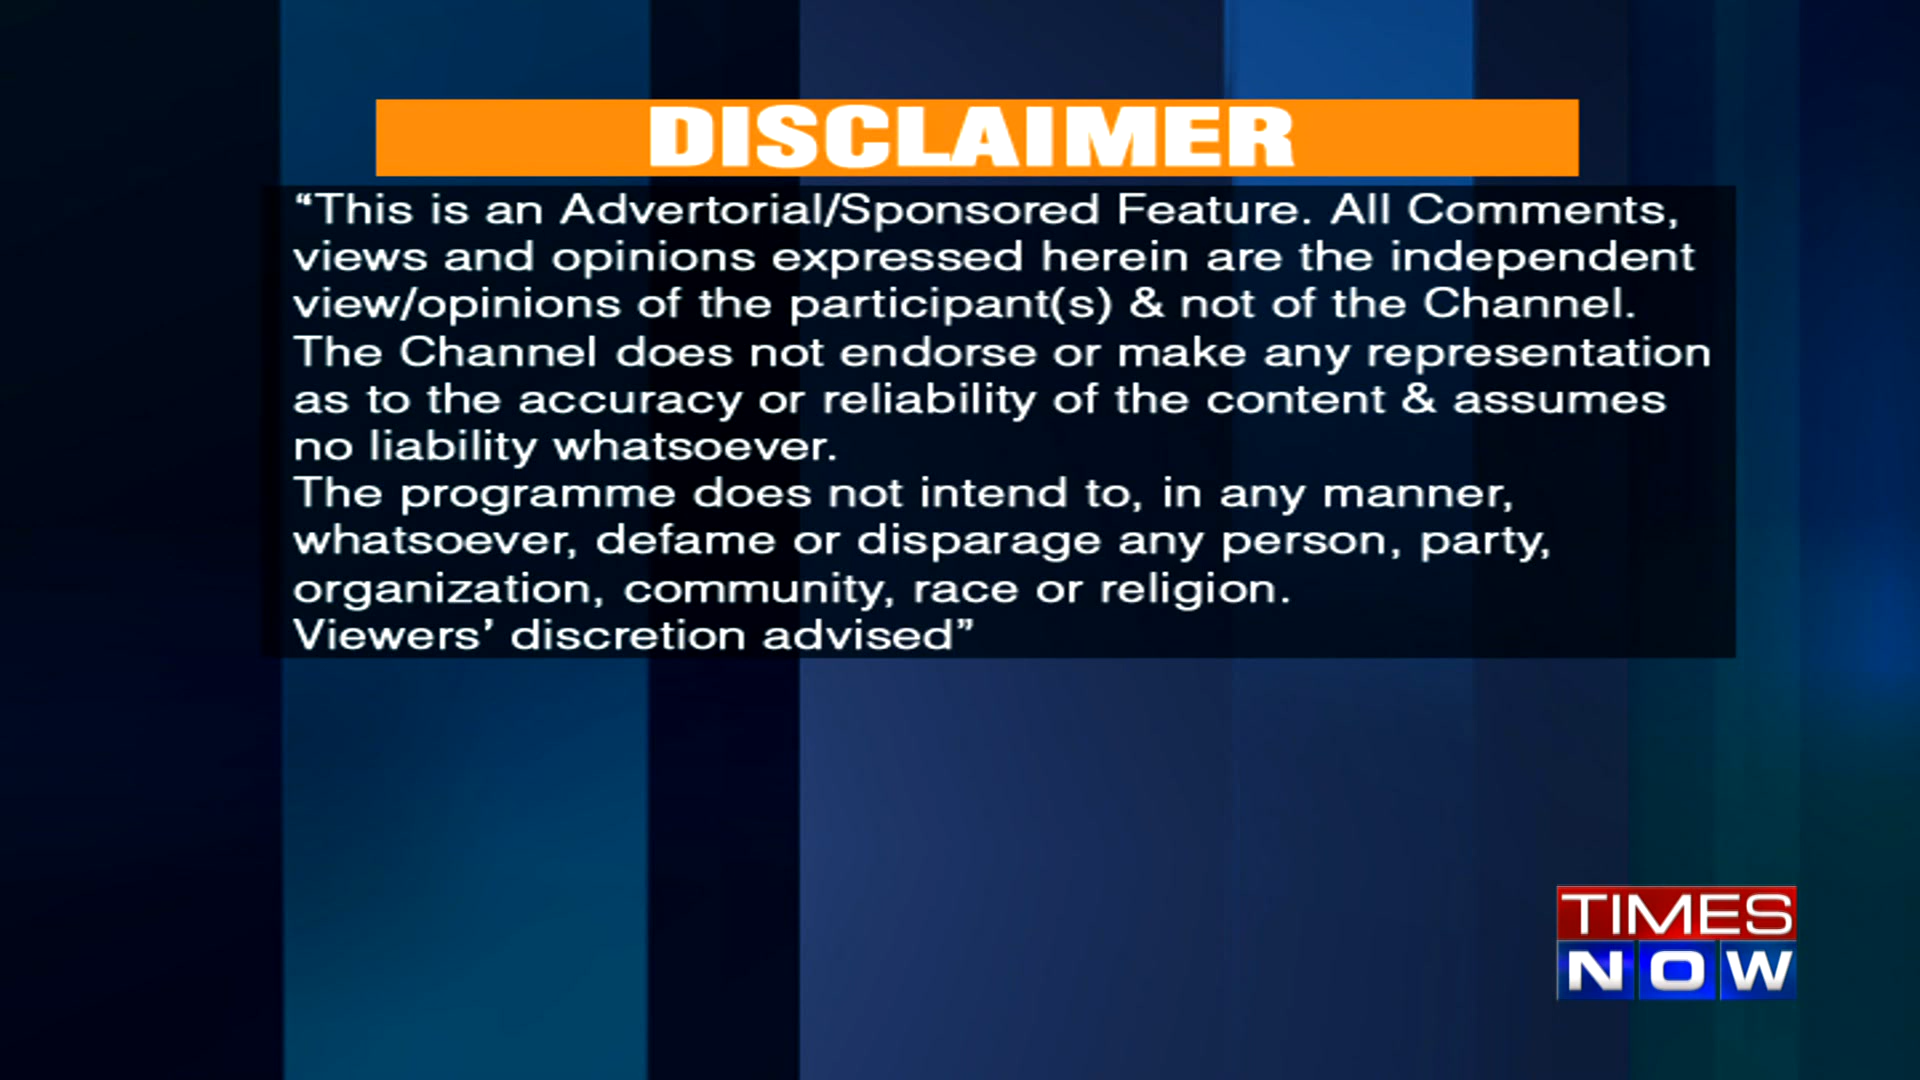 DISCLAIMER
“This is an Advertorial/Sponsored Feature. All Comments,
views and opinions expressed herein are the independent
view/opinions of the participant(s) & not of the Channel.
The Channel does not endorse or make any representation
as to the accuracy or reliability of the content & assumes
no liability whatsoever.
The programme does not intend to, in any manner,
whatsoever, defame or disparage any person, party,
organization, community, race or religion.
Viewers’ discretion advised”
TIMES
NOW